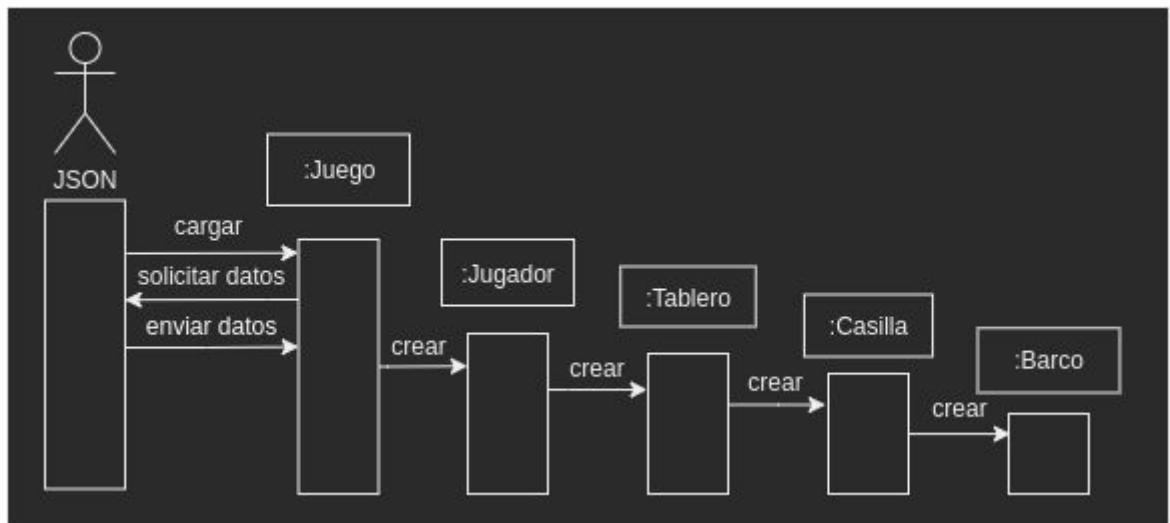 JSON
:Juego
cargar
solicitar datos
enviar datos
:Jugador
crear
:Tablero
crear
:Casilla
crear
:Barco
crear